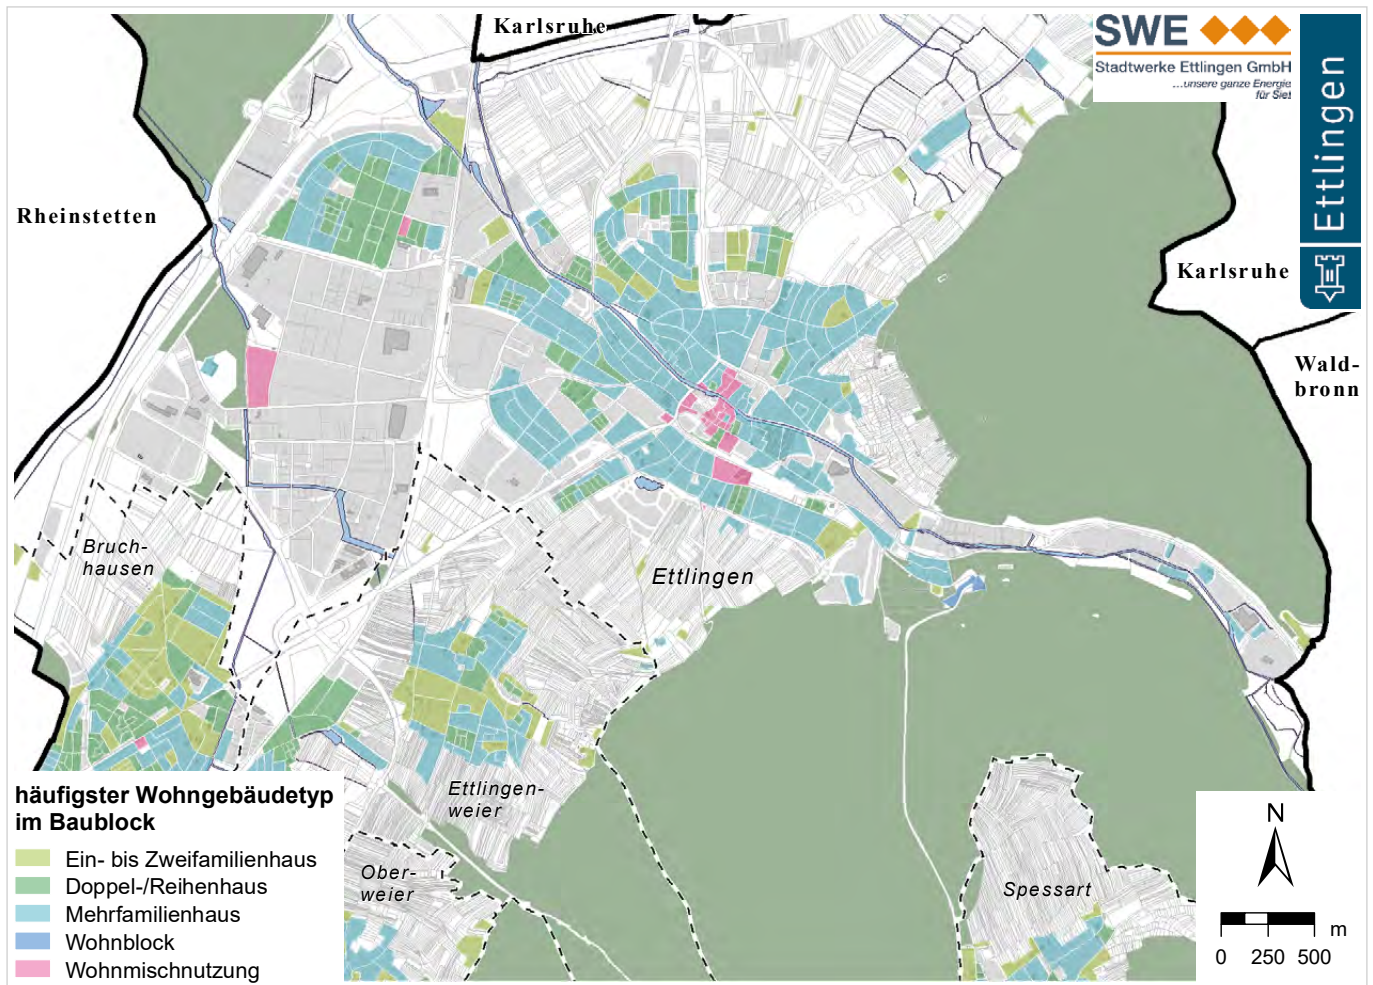 Karlsruhe
SWE
Stadtwerke Ettlingen GmbH
...unsere ganze Energie
für Sie!
Ettlingen
Rheinstetten
Karlsruhe
Wald-
bronn
Bruch-
hausen
Ettlingen
Ettlingen-
weier
Ober-
weier
Spessart
häufigster Wohngebäudetyp
im Baublock
Ein- bis Zweifamilienhaus
Doppel-/Reihenhaus
Mehrfamilienhaus
Wohnblock
Wohnmischnutzung
N
m
0 250 500